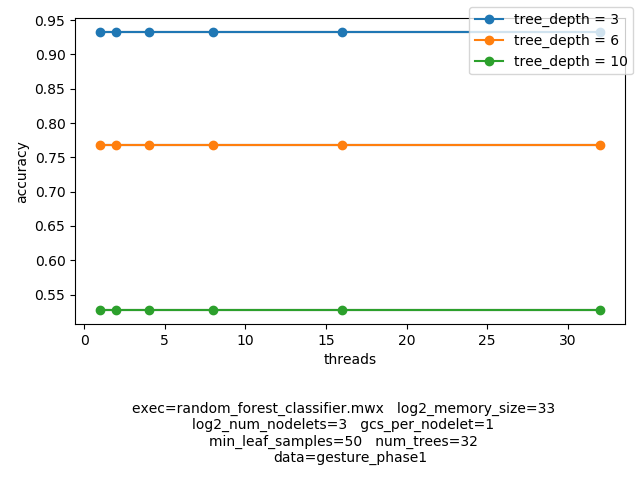 tree_depth = 3
tree_depth = 6
tree_depth = 10
0.95
0.90
0.85
0.80
0.75
0.70
0.65
0.60
0.55
accuracy
0 5 10 15 20 25 30
threads
exec=random_forest_classifier.mwx log2_memory_size=33
log2_num_nodelets=3 gcs_per_nodelet=1
min_leaf_samples=50 num_trees=32
data=gesture_phase1